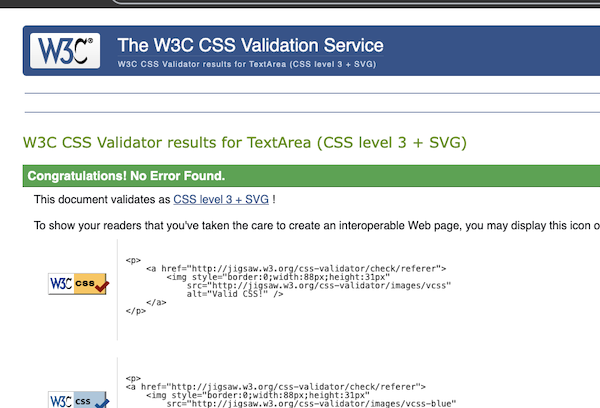 W3C® The W3C CSS Validation Service
W3C CSS Validator results for TextArea (CSS level 3 + SVG)
W3C CSS Validator results for TextArea (CSS level 3 + SVG)
Congratulations! No Error Found.
This document validates as CSS level 3 + SVG !
To show your readers that you've taken the care to create an interoperable Web page, you may display this icon o
W3C css
<p>
<a href="http://jigsaw.w3.org/css-validator/check/referer">
<img style="border:0;width:88px;height:31px"
src="http://jigsaw.w3.org/css-validator/images/vcss"
alt="Valid CSS!" />
</a>
</p>
W3C css
<p>
<a href="http://jigsaw.w3.org/css-validator/check/referer">
<img style="border:0;width:88px;height:31px"
src="http://jigsaw.w3.org/css-validator/images/vcss-blue"